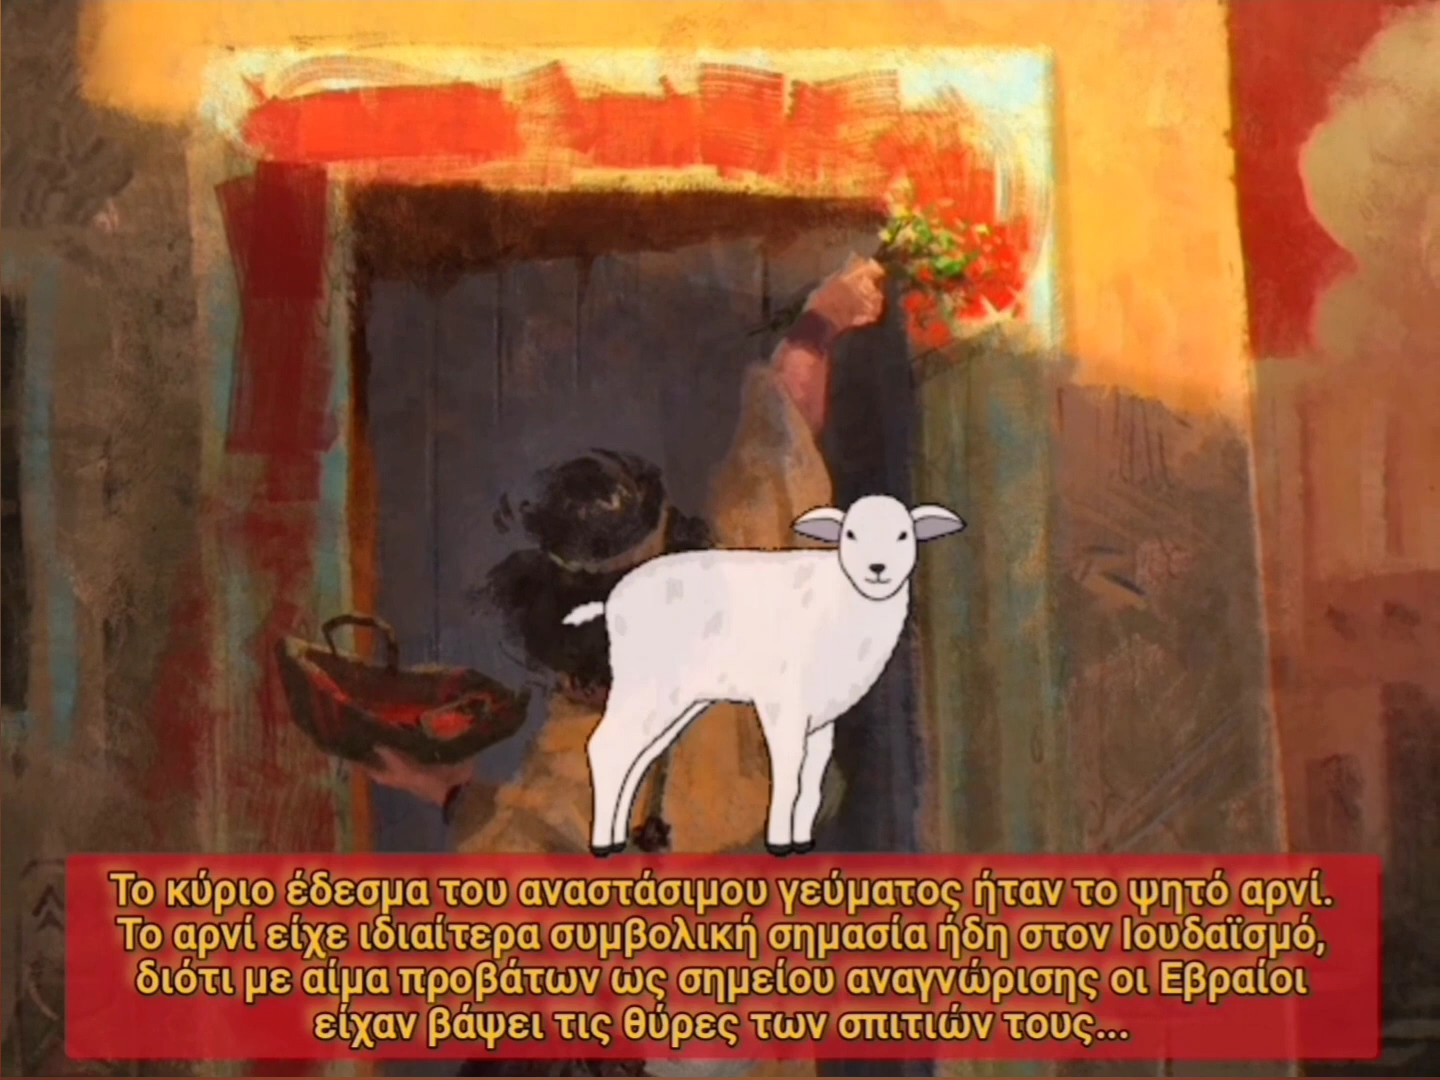 Το κύριο έδεσμα του αναστάσιμου γεύματος ήταν το ψητό αρνί.
Το αρνί είχε ιδιαίτερα συμβολική σημασία ήδη στον Ιουδαϊσμό,
διότι με αίμα προβάτων ως σημείου αναγνώρισης οι Εβραίοι
είχαν βάψει τις θύρες των σπιτιών τους...